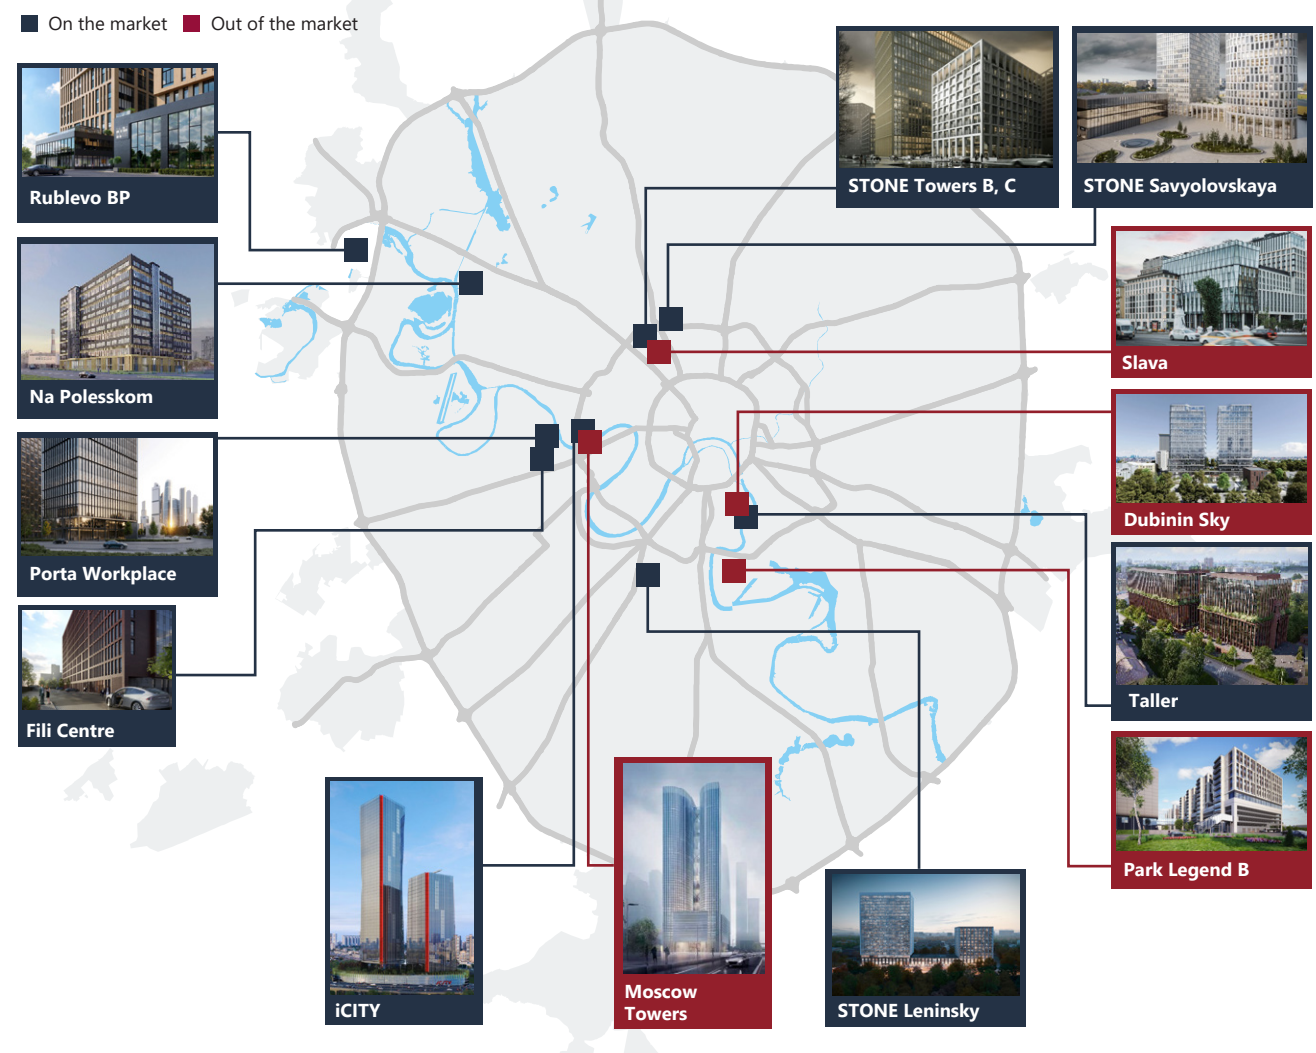 On the market
Out of the market
Rublevo BP
Na Polesskom
Porta Workplace
Fili Centre
iCITY
Moscow
Towers
STONE Leninsky
STONE Towers B, C
STONE Savyolovskaya
Slava
Dubinin Sky
Taller
Park Legend B